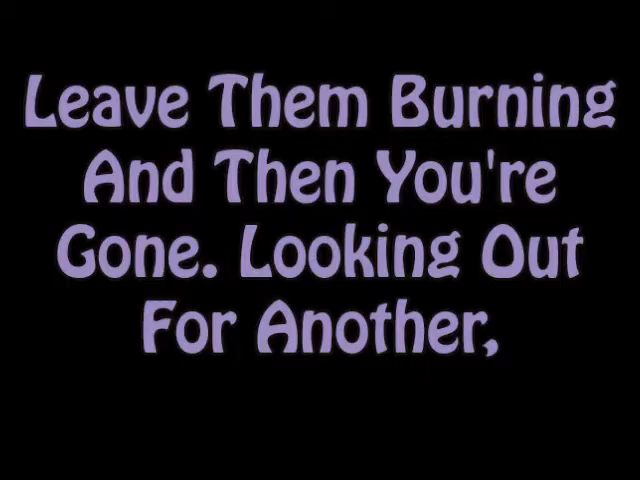 Leave Them Burning
And Then You're
Gone. Looking Out
For Another,